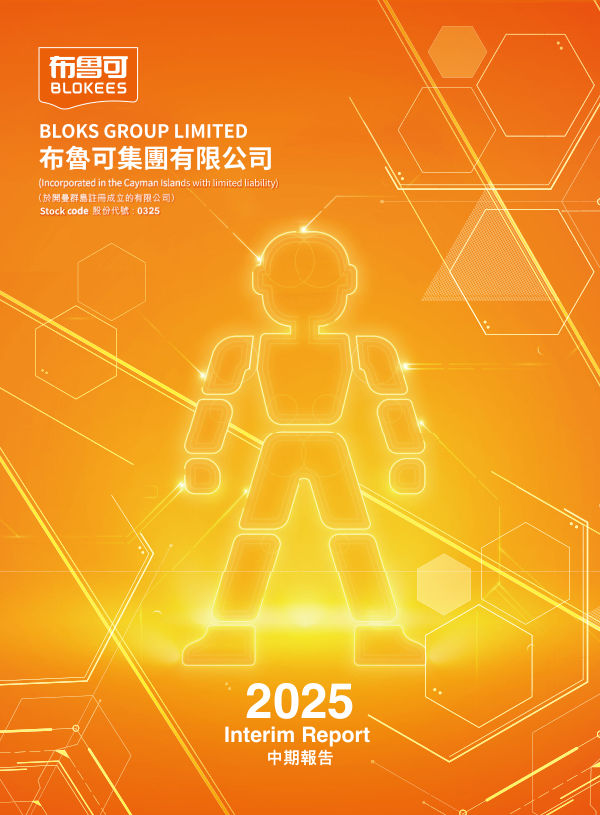 布魯可
BLOKEES
BLOKS GROUP LIMITED
布魯可集團有限公司
(Incorporated in the Cayman Islands with limited liability)
（於開曼群島註冊成立的有限公司）
Stock code 股份代號 : 0325
2025
Interim Report
中期報告